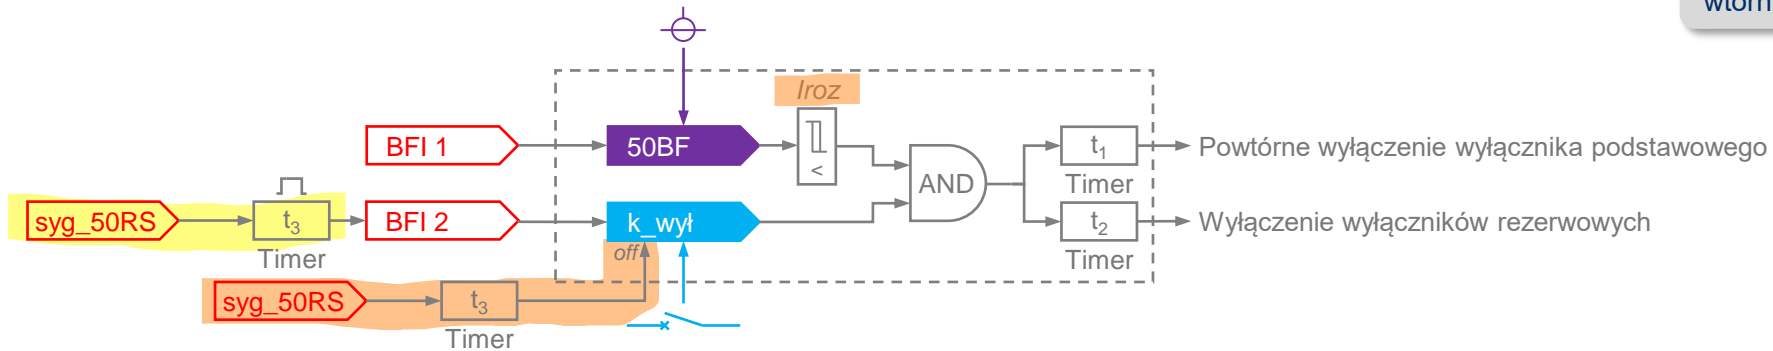 wtórn
Iroz
BFI 1
50BF
<
AND
t1
Timer
Powtórne wyłączenie wyłącznika podstawowego
syg_50RS
t3
Timer
BFI 2
k_wył
off
t2
Timer
Wyłączenie wyłączników rezerwowych
syg_50RS
t3
Timer